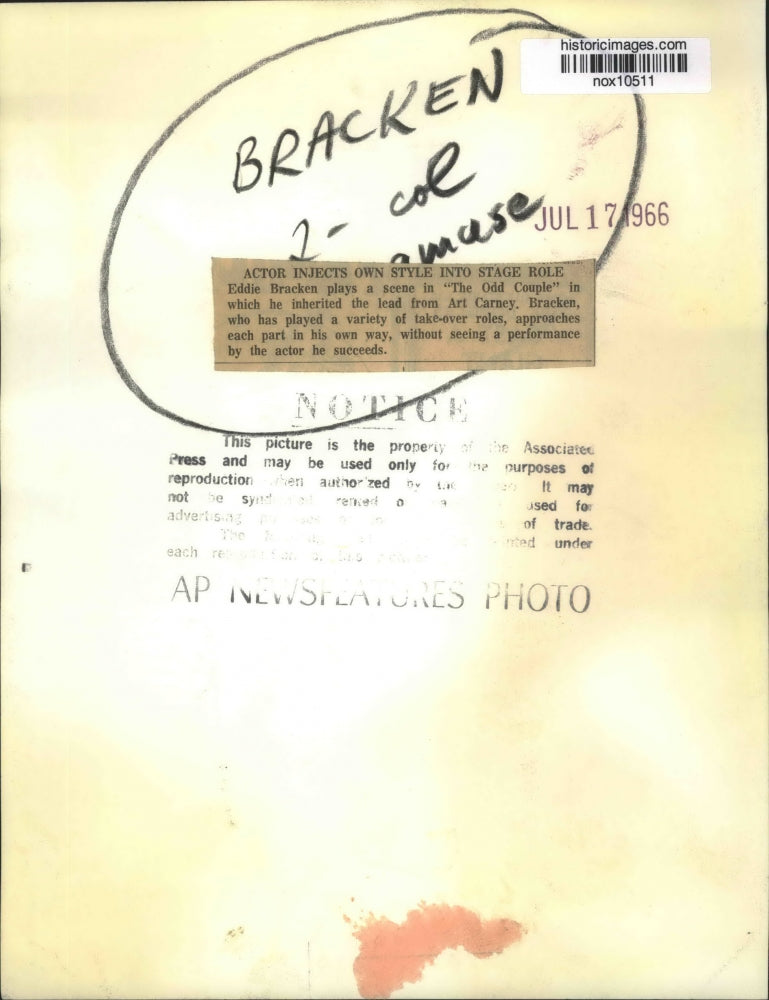 historicimages.com
nox10511
BRACKEN
2- col
amuse
JUL 17 1966
ACTOR INJECTS OWN STYLE INTO STAGE ROLE
Eddie Bracken plays a scene in “The Odd Couple” in
which he inherited the lead from Art Carney. Bracken,
who has played a variety of take-over roles, approaches
each part in his own way, without seeing a performance
by the actor he succeeds.
NOTICE
This picture is the property of the Associated
Press and may be used only for the purposes of
reproduction when authorized by It may
not be rented used for
advertising of trade.
The under
each
AP NEWSFEATURES PHOTO